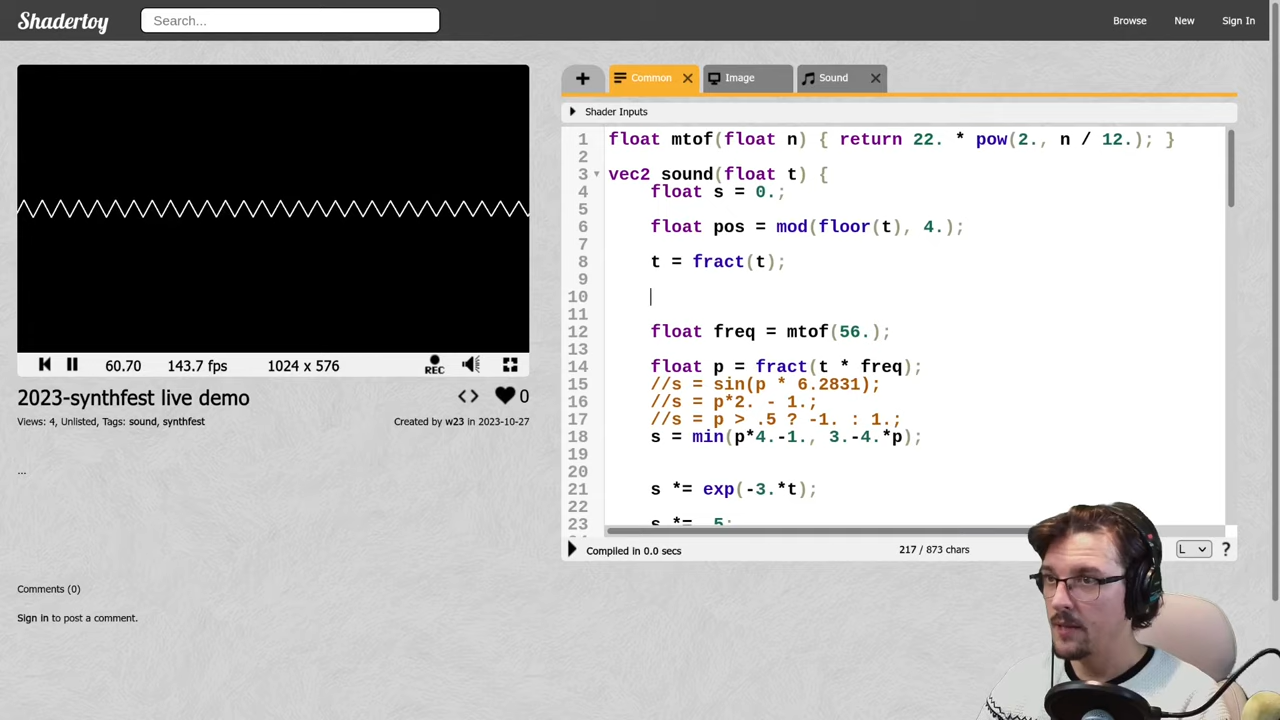 Shadertoy
Search...
Browse
New
Sign In
Common
Image
Sound
Shader Inputs
1 float mtof(float n) { return 22. * pow(2., n / 12.); }
2
3 vec2 sound(float t) {
4 float s = 0.;
5
6 float pos = mod(floor(t), 4.);
7
8 t = fract(t);
9
10
11
12 float freq = mtof(56.);
13
14 float p = fract(t * freq);
15 //s = sin(p * 6.2831);
16 //s = p*2. - 1.;
17 //s = p > .5 ? -1. : 1.;
18 s = min(p*4.-1., 3.-4.*p);
19
20
21 s *= exp(-3.*t);
22
23 s *= .5;
60.70
143.7 fps
1024 x 576
REC
2023-synthfest live demo
0
Views: 4, Unlisted, Tags: sound, synthfest
Created by w23 in 2023-10-27
...
Compiled in 0.0 secs
217 / 873 chars
L
?
Comments (0)
Sign in to post a comment.